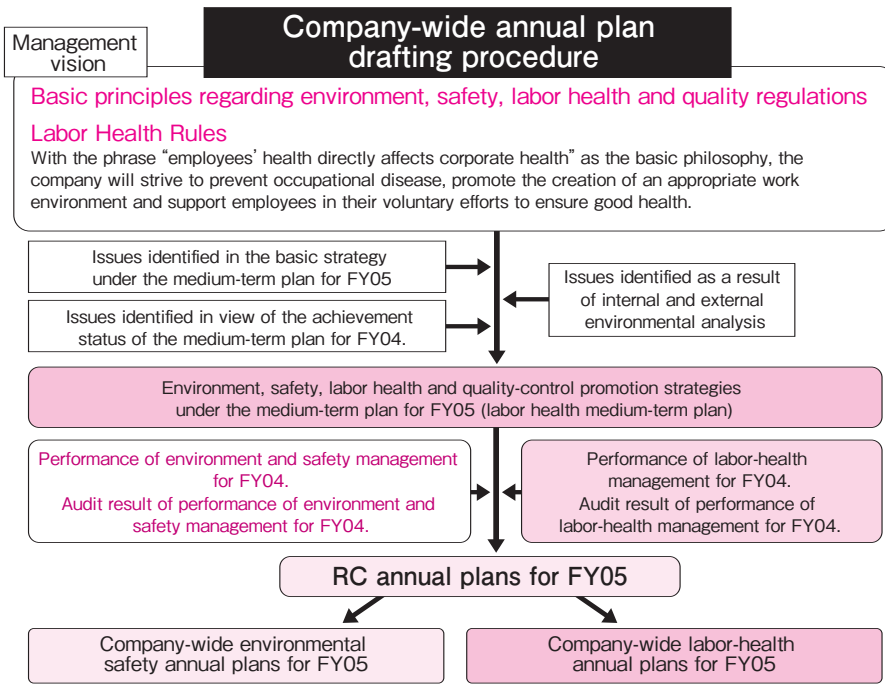 Company-wide annual plan
drafting procedure
Management
vision
Basic principles regarding environment, safety, labor health and quality regulations
Labor Health Rules
With the phrase “employees’ health directly affects corporate health” as the basic philosophy, the
company will strive to prevent occupational disease, promote the creation of an appropriate work
environment and support employees in their voluntary efforts to ensure good health.
Issues identified in the basic strategy
under the medium-term plan for FY05
Issues identified in view of the achievement
status of the medium-term plan for FY04.
Issues identified as a result
of internal and external
environmental analysis
Environment, safety, labor health and quality-control promotion strategies
under the medium-term plan for FY05 (labor health medium-term plan)
Performance of environment and safety management
for FY04.
Audit result of performance of environment and
safety management for FY04.
Performance of labor-health
management for FY04.
Audit result of performance of
labor-health management for FY04.
RC annual plans for FY05
Company-wide environmental
safety annual plans for FY05
Company-wide labor-health
annual plans for FY05